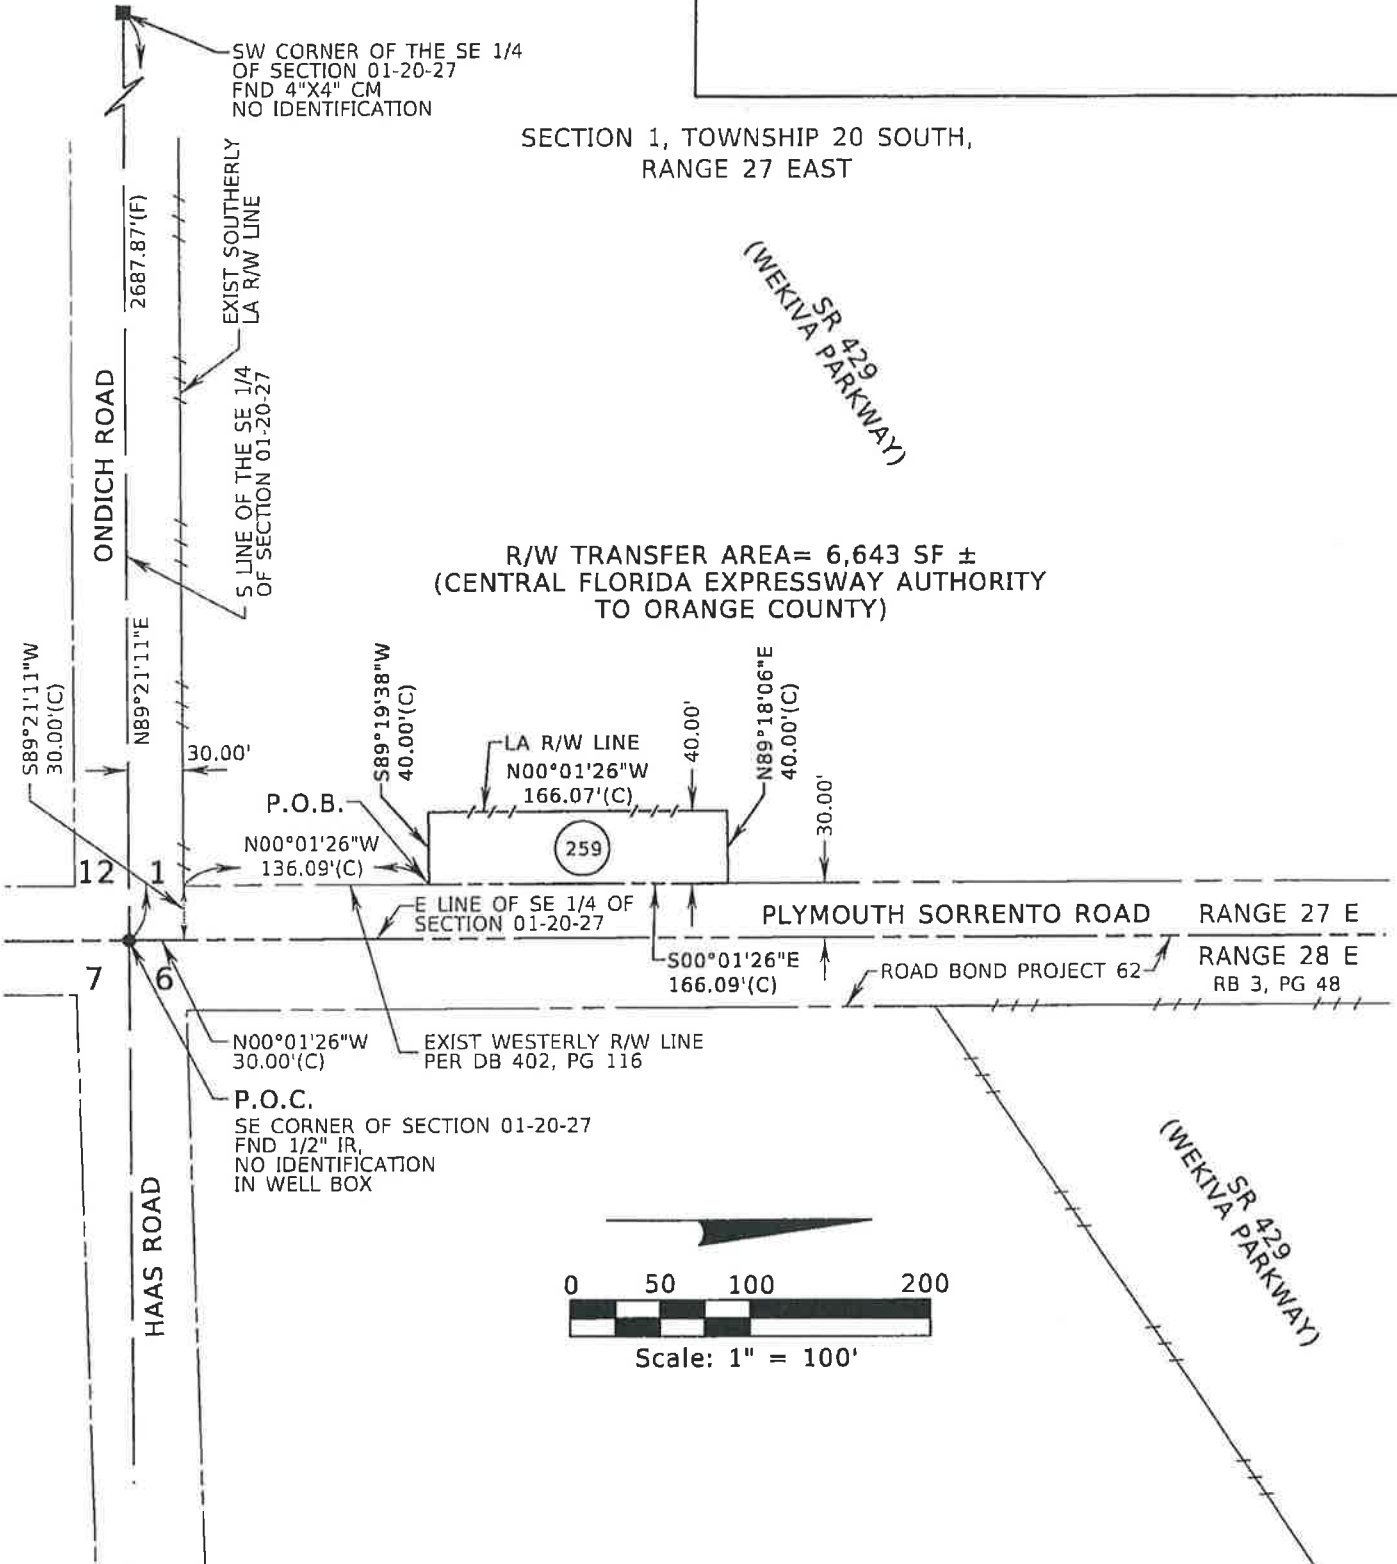 SW CORNER OF THE SE 1/4
OF SECTION 01-20-27
FND 4"X4" CM
NO IDENTIFICATION
SECTION 1, TOWNSHIP 20 SOUTH,
RANGE 27 EAST
2687.87'(F)
EXIST SOUTHERLY
LA R/W LINE
SR 429
(WEKIVA PARKWAY)
ONDICH ROAD
S LINE OF THE SE 1/4
OF SECTION 01-20-27
R/W TRANSFER AREA= 6,643 SF ±
(CENTRAL FLORIDA EXPRESSWAY AUTHORITY
TO ORANGE COUNTY)
S89°21'11"W
30.00'(C)
N89°21'11"E
30.00'
S89°19'38"W
40.00'(C)
LA R/W LINE
N00°01'26"W
166.07'(C)
40.00'
N89°18'06"E
40.00'(C)
30.00'
P.O.B.
N00°01'26"W
136.09'(C)
259
12
1
E LINE OF SE 1/4 OF
SECTION 01-20-27
PLYMOUTH SORRENTO ROAD
RANGE 27 E
7
6
S00°01'26"E
166.09'(C)
ROAD BOND PROJECT 62
RANGE 28 E
RB 3, PG 48
N00°01'26"W
30.00'(C)
EXIST WESTERLY R/W LINE
PER DB 402, PG 116
P.O.C.
SE CORNER OF SECTION 01-20-27
FND 1/2" IR,
NO IDENTIFICATION
IN WELL BOX
HAAS ROAD
SR 429
(WEKIVA PARKWAY)
0 50 100 200
Scale: 1" = 100'